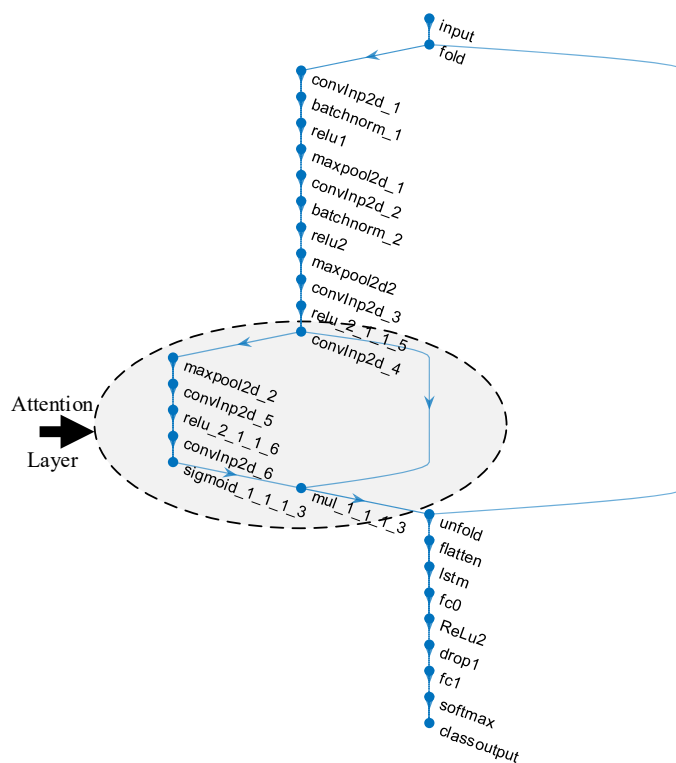 input
fold
convInp2d_1
batchnorm_1
relu1
maxpool2d_1
convInp2d_2
batchnorm_2
relu2
maxpool2d2
convInp2d_3
relu_2_1_1_5
convInp2d_4
maxpool2d_2
convInp2d_5
relu_2_1_1_6
convInp2d_6
sigmoid_1_1_1_3
mul_1_1_1_3
Attention
Layer
unfold
flatten
lstm
fc0
ReLu2
drop1
fc1
softmax
classoutput